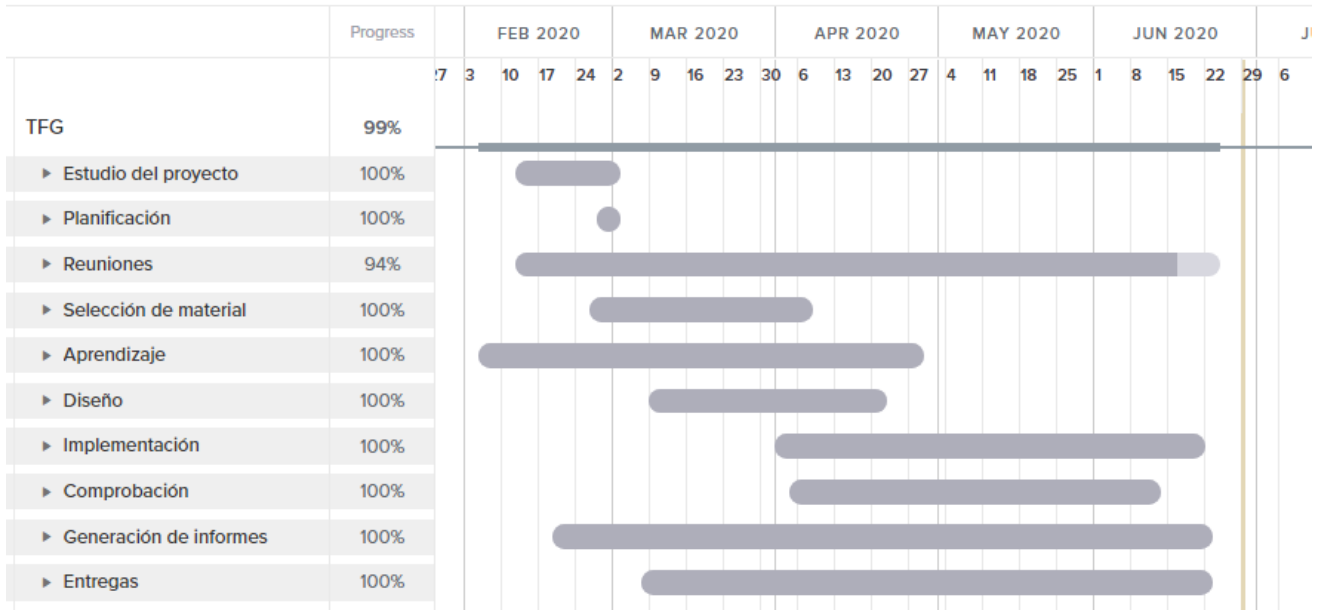 Progress FEB 2020 MAR 2020 APR 2020 MAY 2020 JUN 2020
27 3 10 17 24 2 9 16 23 30 6 13 20 27 4 11 18 25 1 8 15 22 29 6
TFG 99%
Estudio del proyecto 100%
Planificación 100%
Reuniones 94%
Selección de material 100%
Aprendizaje 100%
Diseño 100%
Implementación 100%
Comprobación 100%
Generación de informes 100%
Entregas 100%